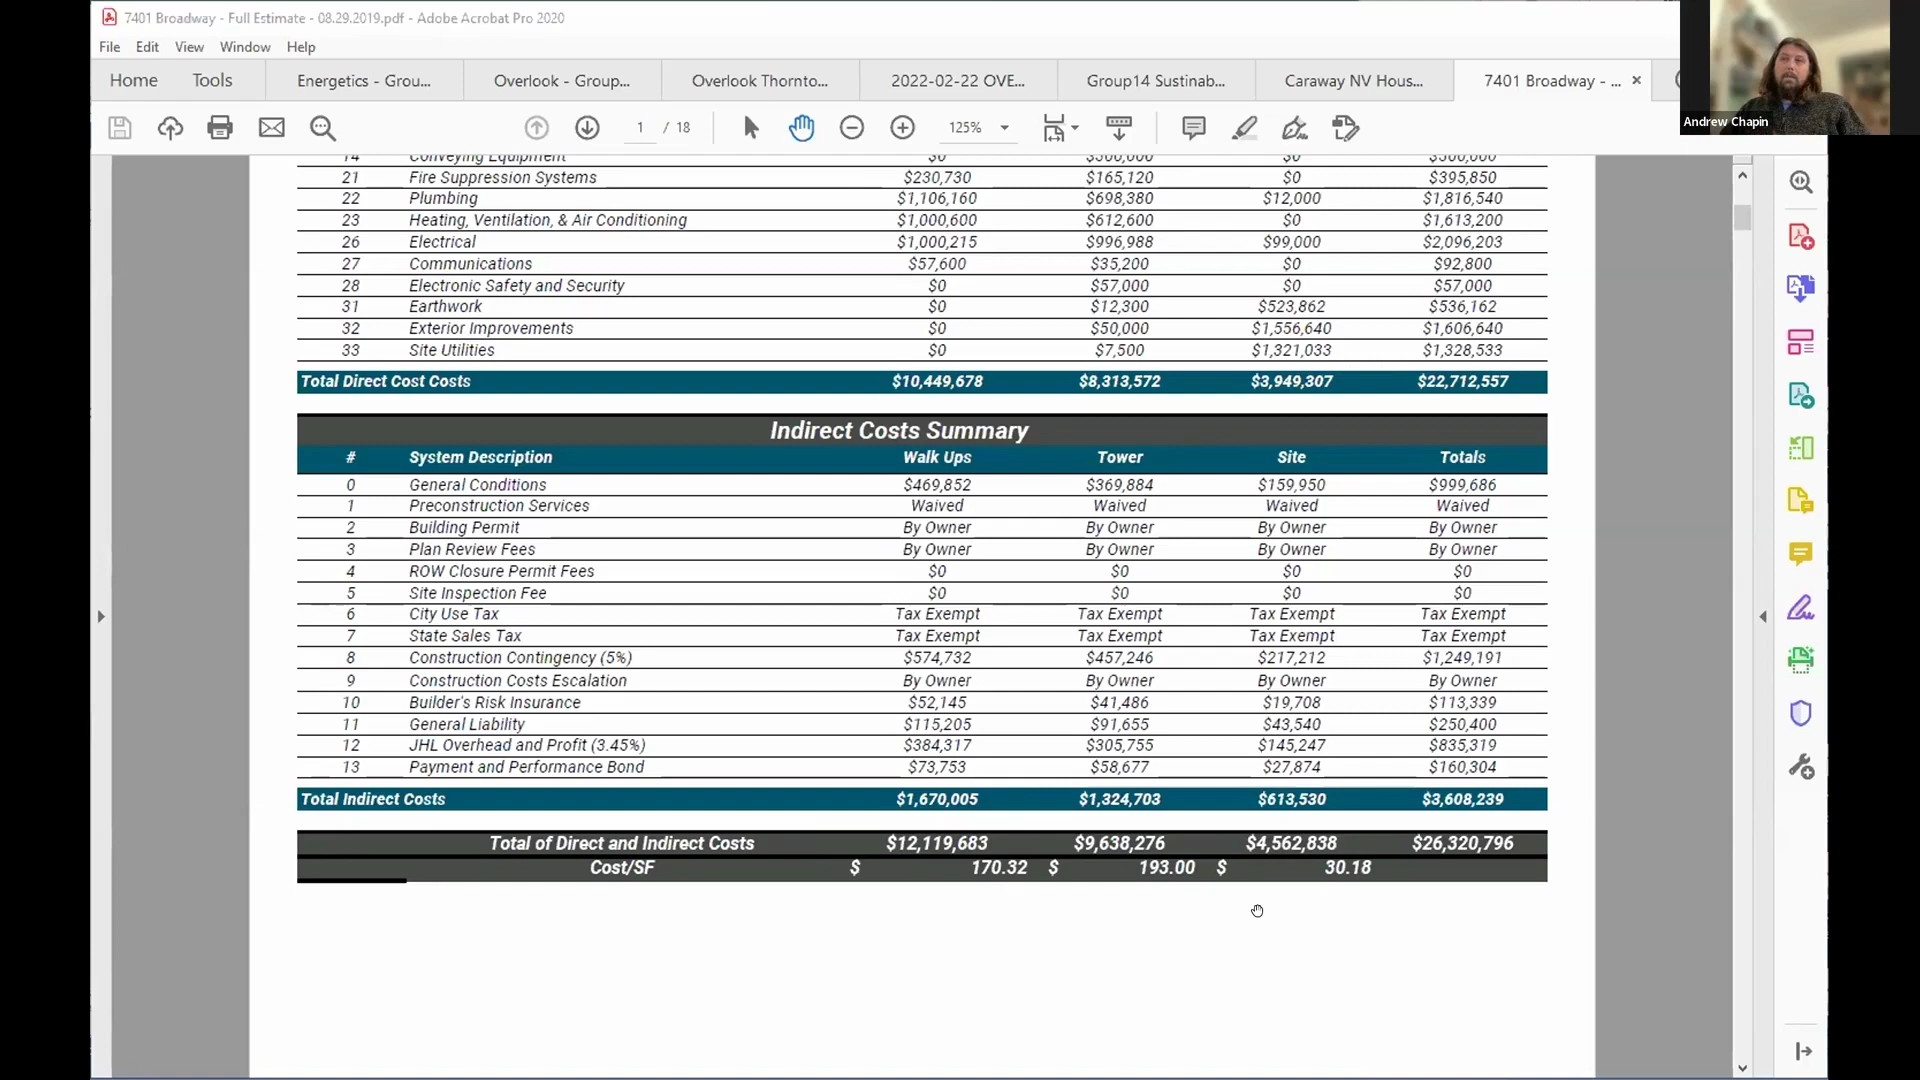 7401 Broadway - Full Estimate - 08.29.2019.pdf - Adobe Acrobat Pro 2020
File Edit View Window Help
Home Tools Energetics - Grou... Overlook - Group... Overlook Thornto... 2022-02-22 OVE... Group14 Sustinab... Caraway NV Hous... 7401 Broadway - ...
1 / 18 125%
Andrew Chapin
14 Conveying Equipment $0 $300,000 $0 $300,000
21 Fire Suppression Systems $230,730 $165,120 $0 $395,850
22 Plumbing $1,106,160 $698,380 $12,000 $1,816,540
23 Heating, Ventilation, & Air Conditioning $1,000,600 $612,600 $0 $1,613,200
26 Electrical $1,000,215 $996,988 $99,000 $2,096,203
27 Communications $57,600 $35,200 $0 $92,800
28 Electronic Safety and Security $0 $57,000 $0 $57,000
31 Earthwork $0 $12,300 $523,862 $536,162
32 Exterior Improvements $0 $50,000 $1,556,640 $1,606,640
33 Site Utilities $0 $7,500 $1,321,033 $1,328,533
Total Direct Cost Costs $10,449,678 $8,313,572 $3,949,307 $22,712,557
Indirect Costs Summary
# System Description Walk Ups Tower Site Totals
0 General Conditions $469,852 $369,884 $159,950 $999,686
1 Preconstruction Services Waived Waived Waived Waived
2 Building Permit By Owner By Owner By Owner By Owner
3 Plan Review Fees By Owner By Owner By Owner By Owner
4 ROW Closure Permit Fees $0 $0 $0 $0
5 Site Inspection Fee $0 $0 $0 $0
6 City Use Tax Tax Exempt Tax Exempt Tax Exempt Tax Exempt
7 State Sales Tax Tax Exempt Tax Exempt Tax Exempt Tax Exempt
8 Construction Contingency (5%) $574,732 $457,246 $217,212 $1,249,191
9 Construction Costs Escalation By Owner By Owner By Owner By Owner
10 Builder's Risk Insurance $52,145 $41,486 $19,708 $113,339
11 General Liability $115,205 $91,655 $43,540 $250,400
12 JHL Overhead and Profit (3.45%) $384,317 $305,755 $145,247 $835,319
13 Payment and Performance Bond $73,753 $58,677 $27,874 $160,304
Total Indirect Costs $1,670,005 $1,324,703 $613,530 $3,608,239
Total of Direct and Indirect Costs $12,119,683 $9,638,276 $4,562,838 $26,320,796
Cost/SF $ 170.32 $ 193.00 $ 30.18